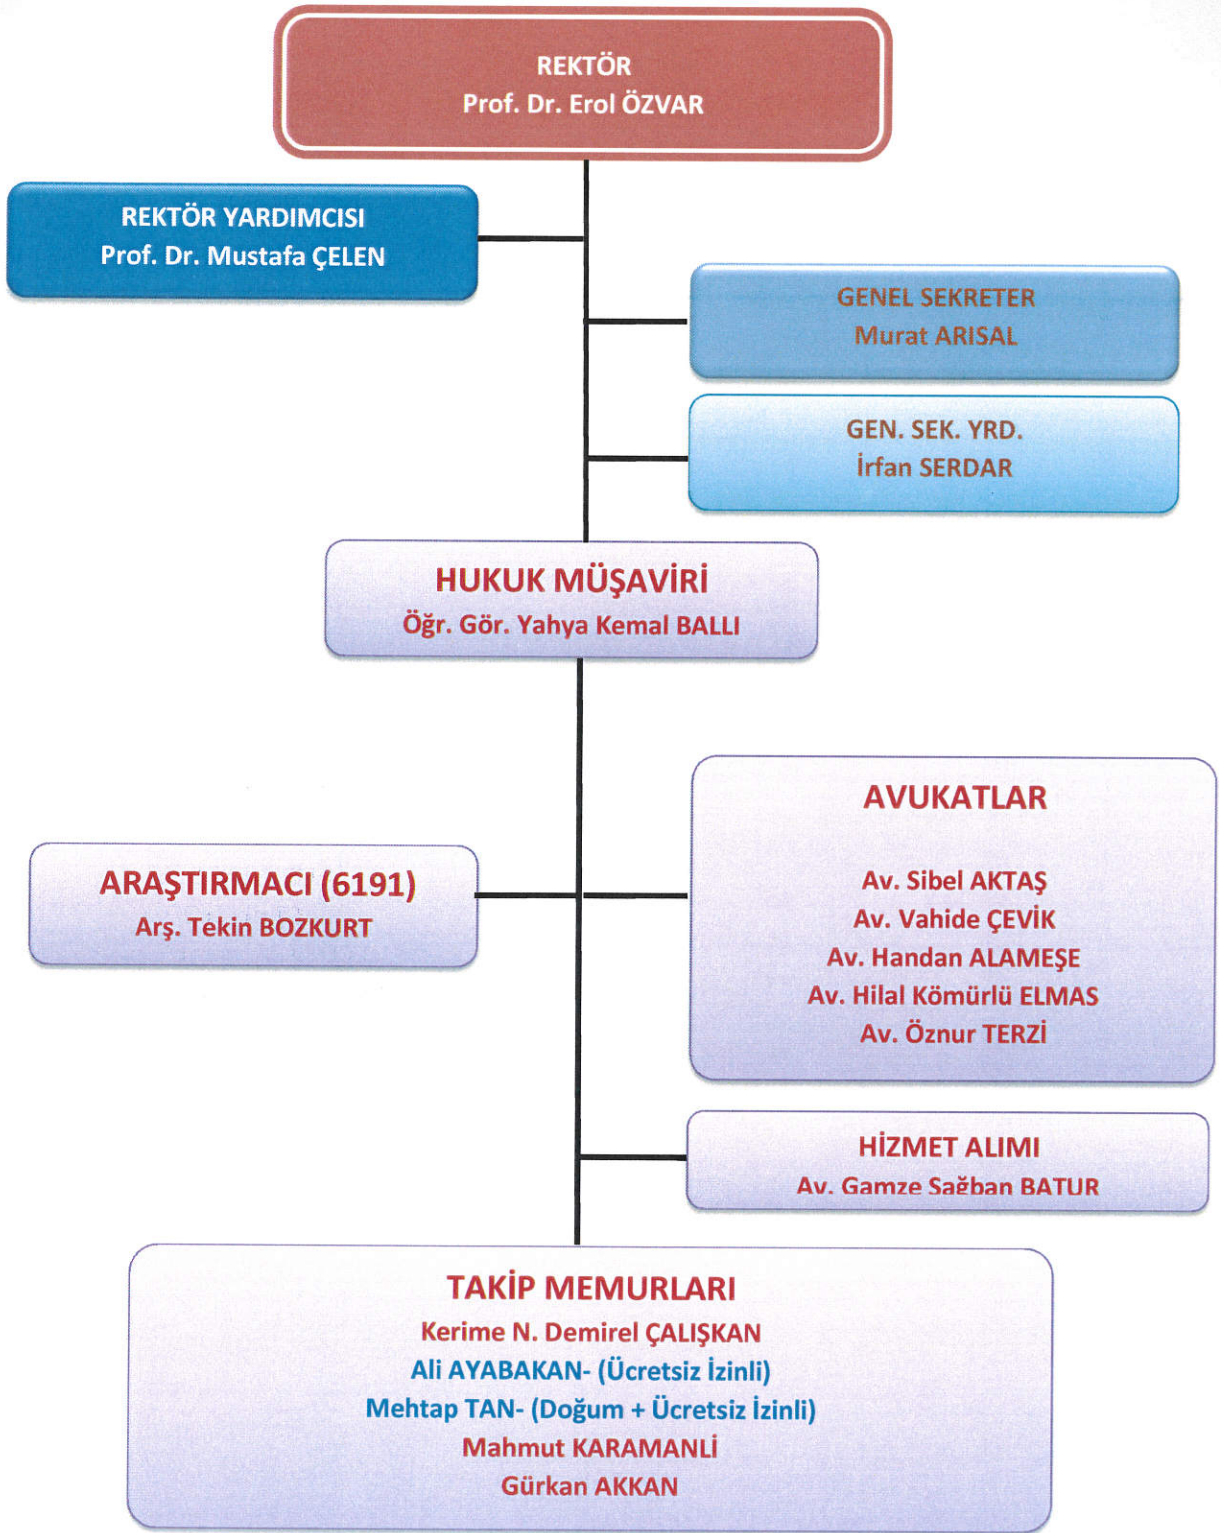 REKTÖR
Prof. Dr. Erol ÖZVAR
REKTÖR YARDIMCISI
Prof. Dr. Mustafa ÇELEN
GENEL SEKRETER
Murat ARISAL
GEN. SEK. YRD.
İrfan SERDAR
HUKUK MÜŞAVİRİ
Öğr. Gör. Yahya Kemal BALLI
AVUKATLAR
Av. Sibel AKTAŞ
Av. Vahide ÇEVİK
Av. Handan ALAMEŞE
Av. Hilal Kömürlü ELMAS
Av. Öznur TERZİ
ARAŞTIRMACI (6191)
Arş. Tekin BOZKURT
HİZMET ALIMI
Av. Gamze Sağban BATUR
TAKİP MEMURLARI
Kerime N. Demirel ÇALIŞKAN
Ali AYABAKAN- (Ücretsiz İzinli)
Mehtap TAN- (Doğum + Ücretsiz İzinli)
Mahmut KARAMANLİ
Gürkan AKKAN